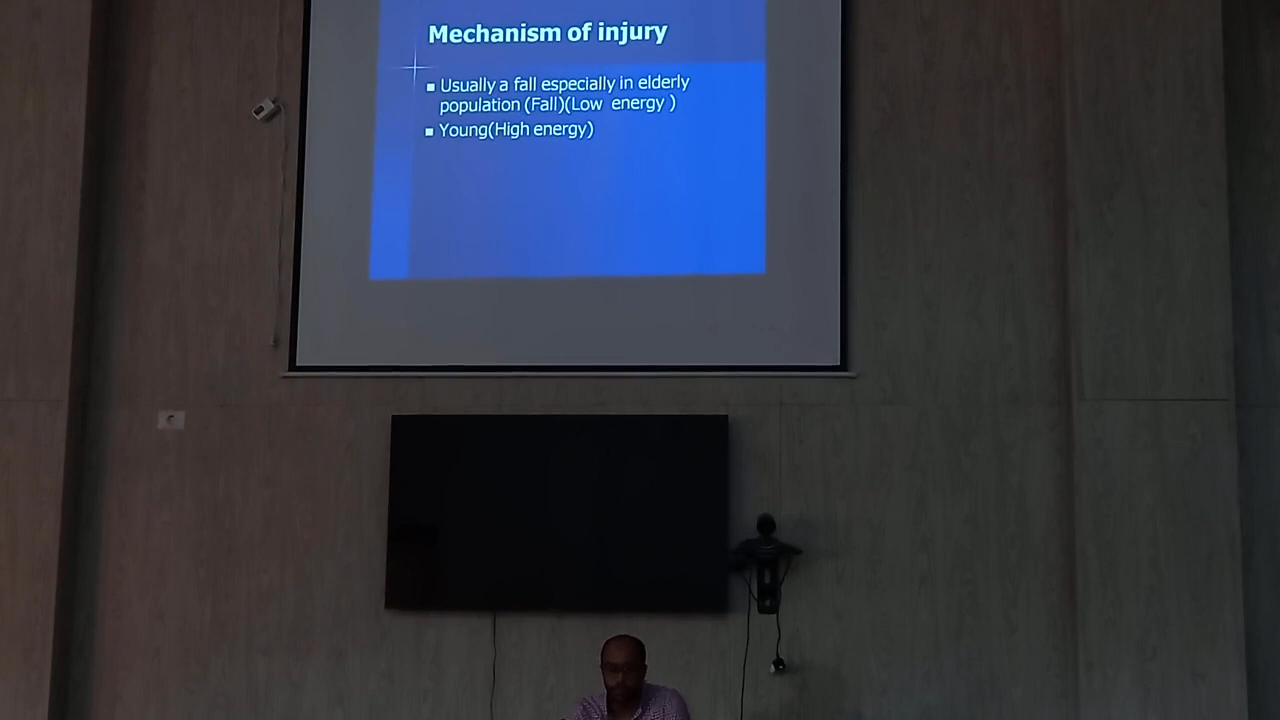 Mechanism of injury
■ Usually a fall especially in elderly
population (Fall)(Low energy )
■ Young(High energy)